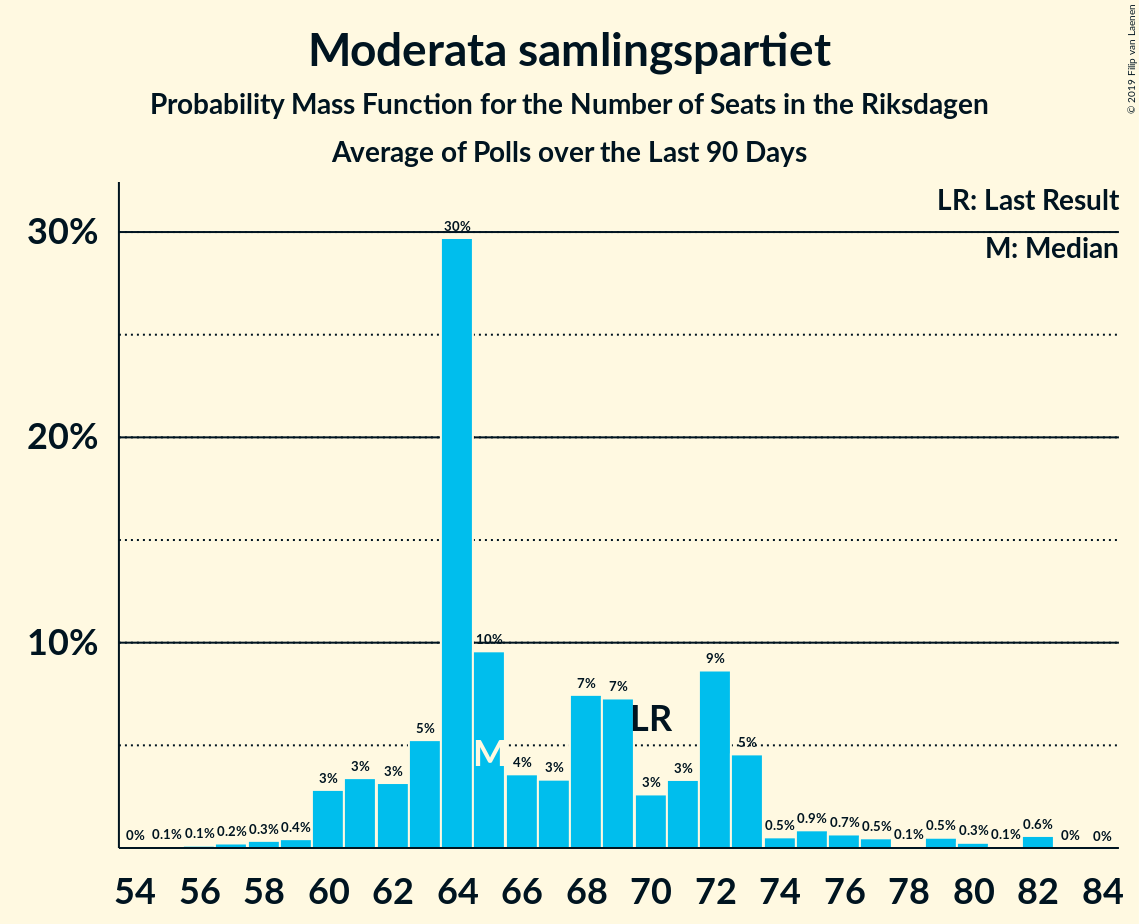 Moderata samlingspartiet
Probability Mass Function for the Number of Seats in the Riksdagen
Average of Polls over the Last 90 Days
© 2019 Filip van Laenen
LR: Last Result
M: Median
30%
20%
10%
0% 0.1% 0.1% 0.2% 0.3% 0.4% 3% 3% 3% 5% 30% 10% 4% 3% 7% 7% 3% 3% 9% 5% 0.5% 0.9% 0.7% 0.5% 0.1% 0.5% 0.3% 0.1% 0.6% 0% 0%
LR
M
54 56 58 60 62 64 66 68 70 72 74 76 78 80 82 84